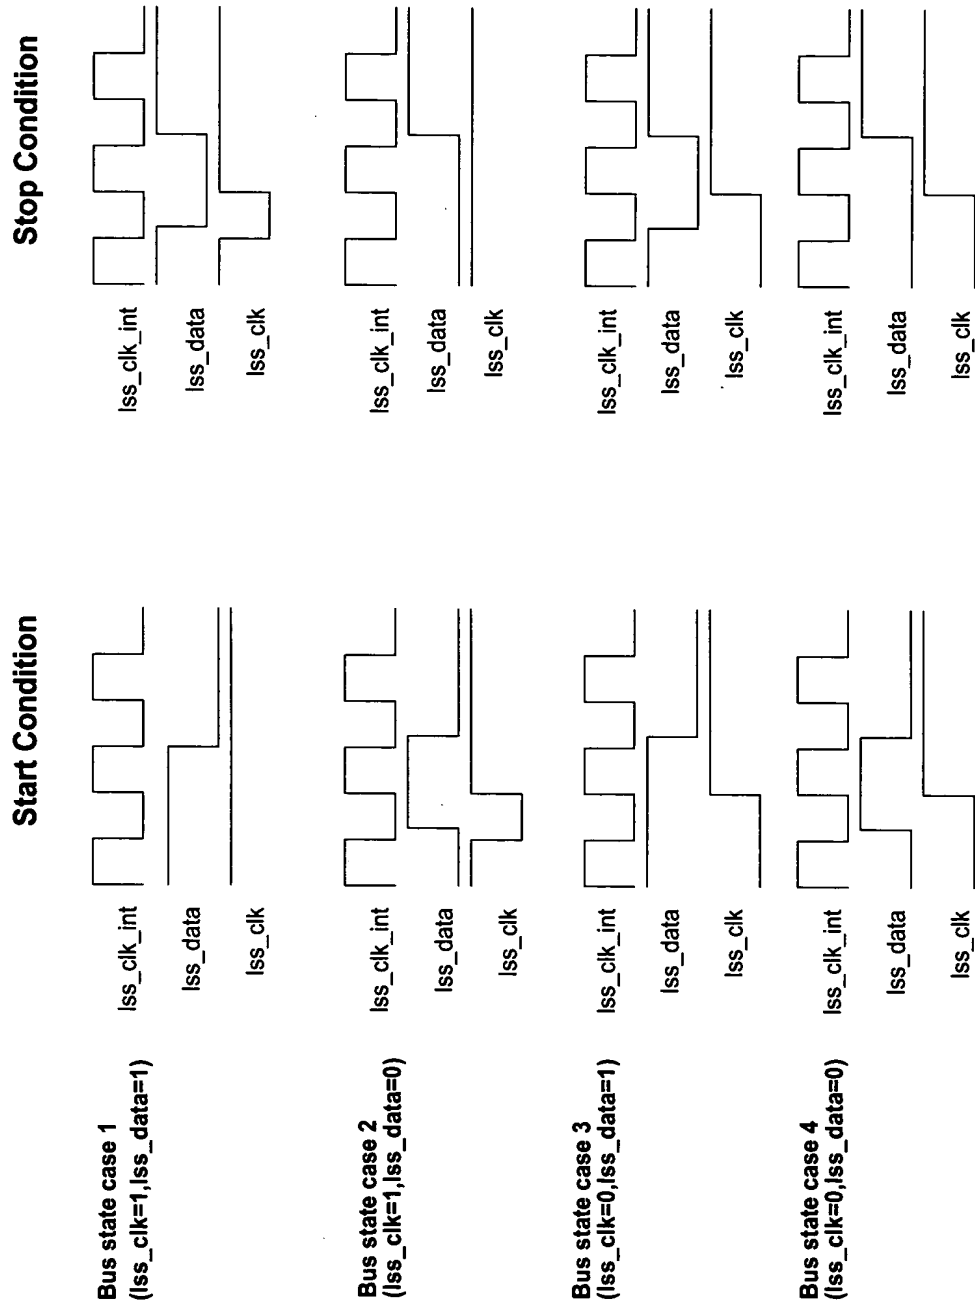 Start Condition
Stop Condition
Bus state case 1
(lss_clk=1,lss_data=1)
lss_clk_int
lss_data
lss_clk
lss_clk_int
lss_data
lss_clk
Bus state case 2
(lss_clk=1,lss_data=0)
lss_clk_int
lss_data
lss_clk
lss_clk_int
lss_data
lss_clk
Bus state case 3
(lss_clk=0,lss_data=1)
lss_clk_int
lss_data
lss_clk
lss_clk_int
lss_data
lss_clk
Bus state case 4
(lss_clk=0,lss_data=0)
lss_clk_int
lss_data
lss_clk
lss_clk_int
lss_data
lss_clk